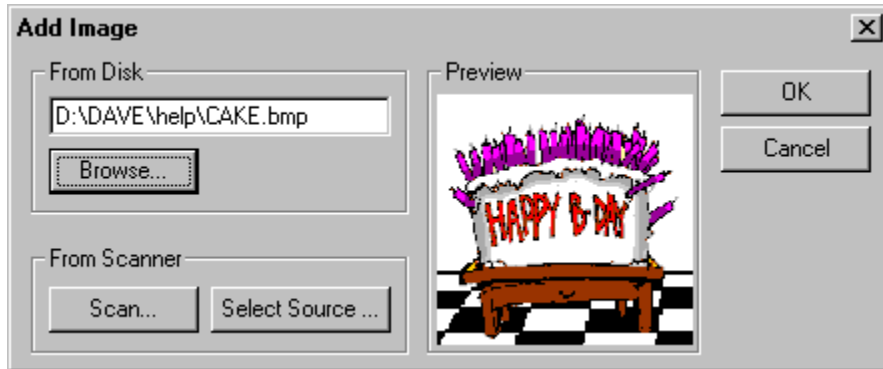 Add Image
From Disk
D:\DAVE\help\CAKE.bmp
Browse...
From Scanner
Scan...
Select Source ...
Preview
HAPPY B-DAY
OK
Cancel